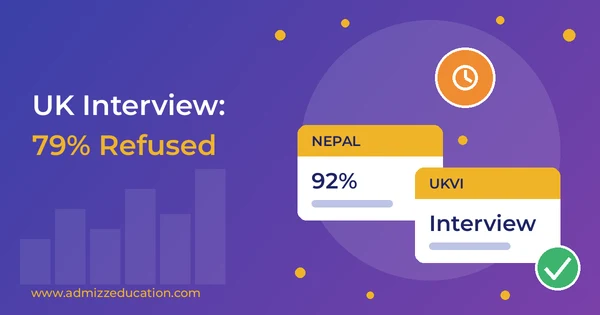 UK Interview:
79% Refused
NEPAL
92%
UKVI
Interview
www.admizzeducation.com